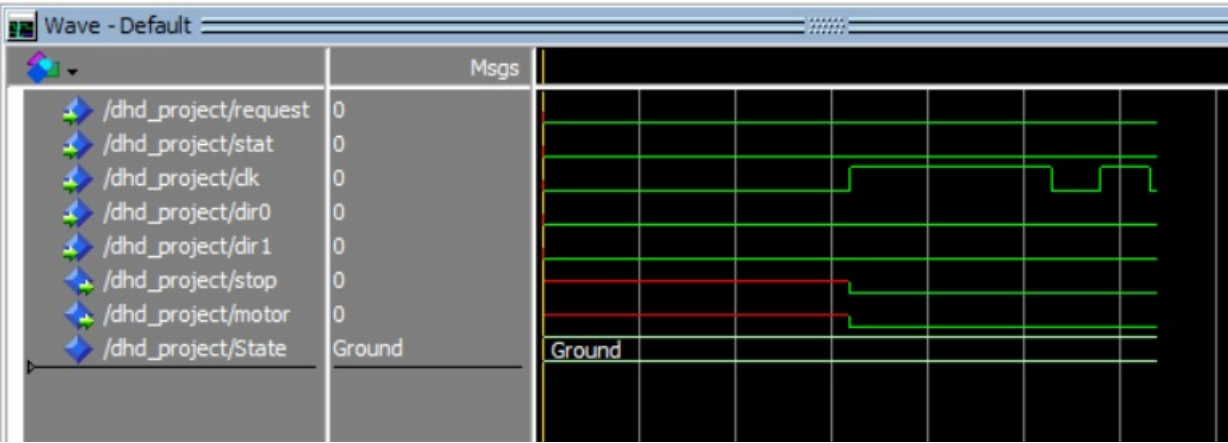 Wave - Default
Msgs
/dhd_project/request 0
/dhd_project/stat 0
/dhd_project/clk 0
/dhd_project/dir0 0
/dhd_project/dir1 0
/dhd_project/stop 0
/dhd_project/motor 0
/dhd_project/State Ground Ground